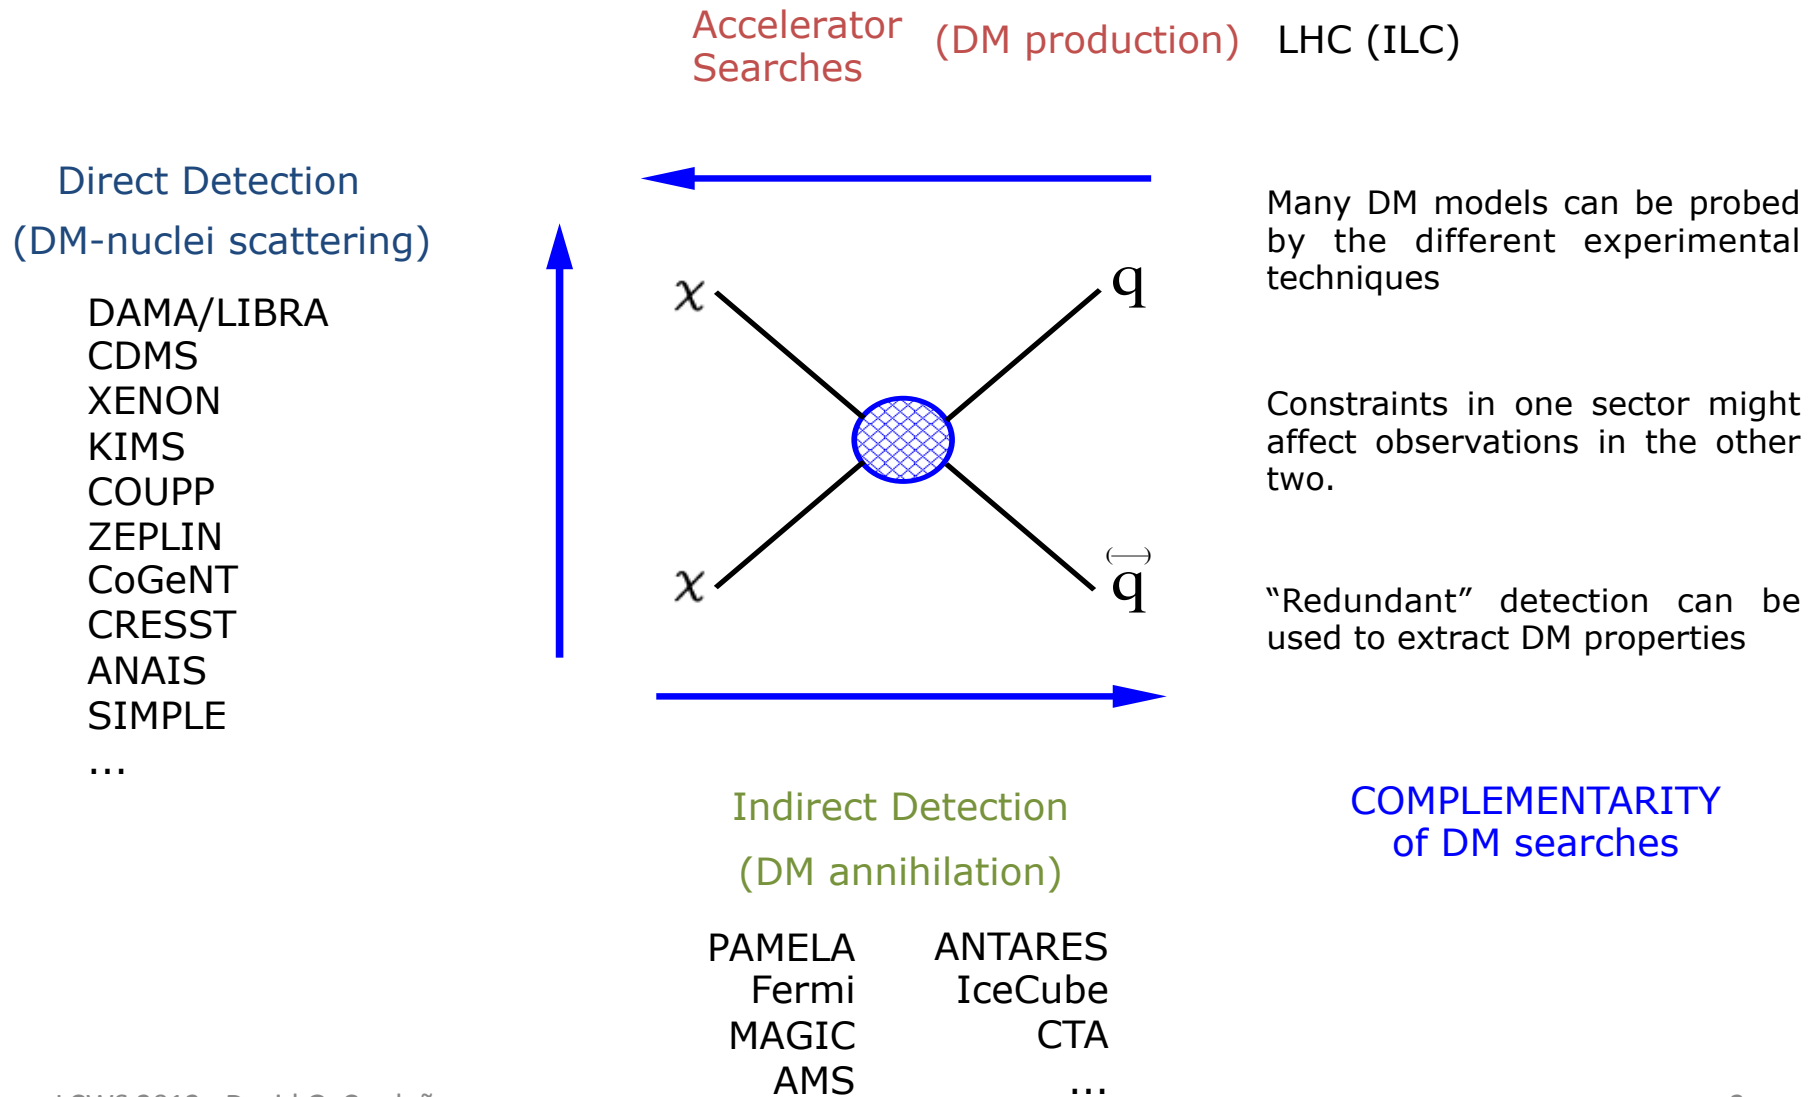 Accelerator
Searches
(DM production)
LHC (ILC)
Direct Detection
(DM-nuclei scattering)
DAMA/LIBRA
CDMS
XENON
KIMS
COUPP
ZEPLIN
CoGeNT
CRESST
ANAIS
SIMPLE
...
χ
q
χ
q
Many DM models can be probed
by the different experimental
techniques
Constraints in one sector might
affect observations in the other
two.
“Redundant” detection can be
used to extract DM properties
Indirect Detection
(DM annihilation)
PAMELA
Fermi
MAGIC
AMS
ANTARES
IceCube
CTA
...
COMPLEMENTARITY
of DM searches